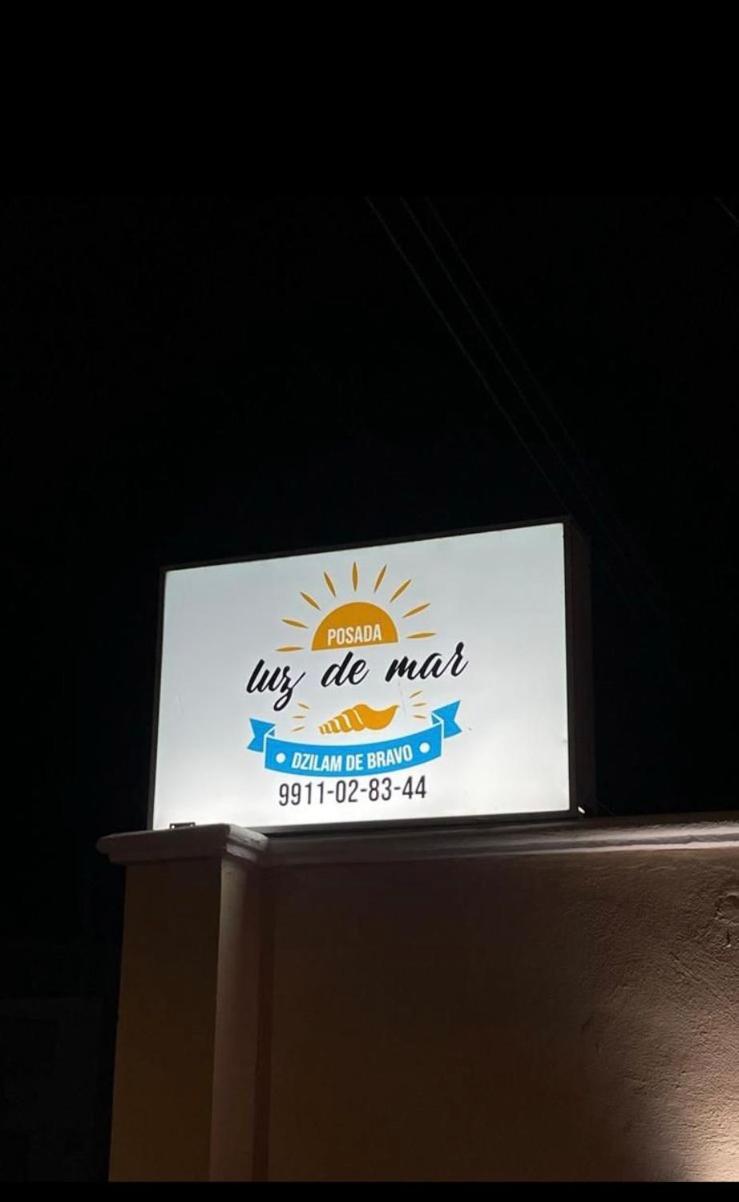 POSADA
luz de mar
DZILAM DE BRAVO
9911-02-83-44